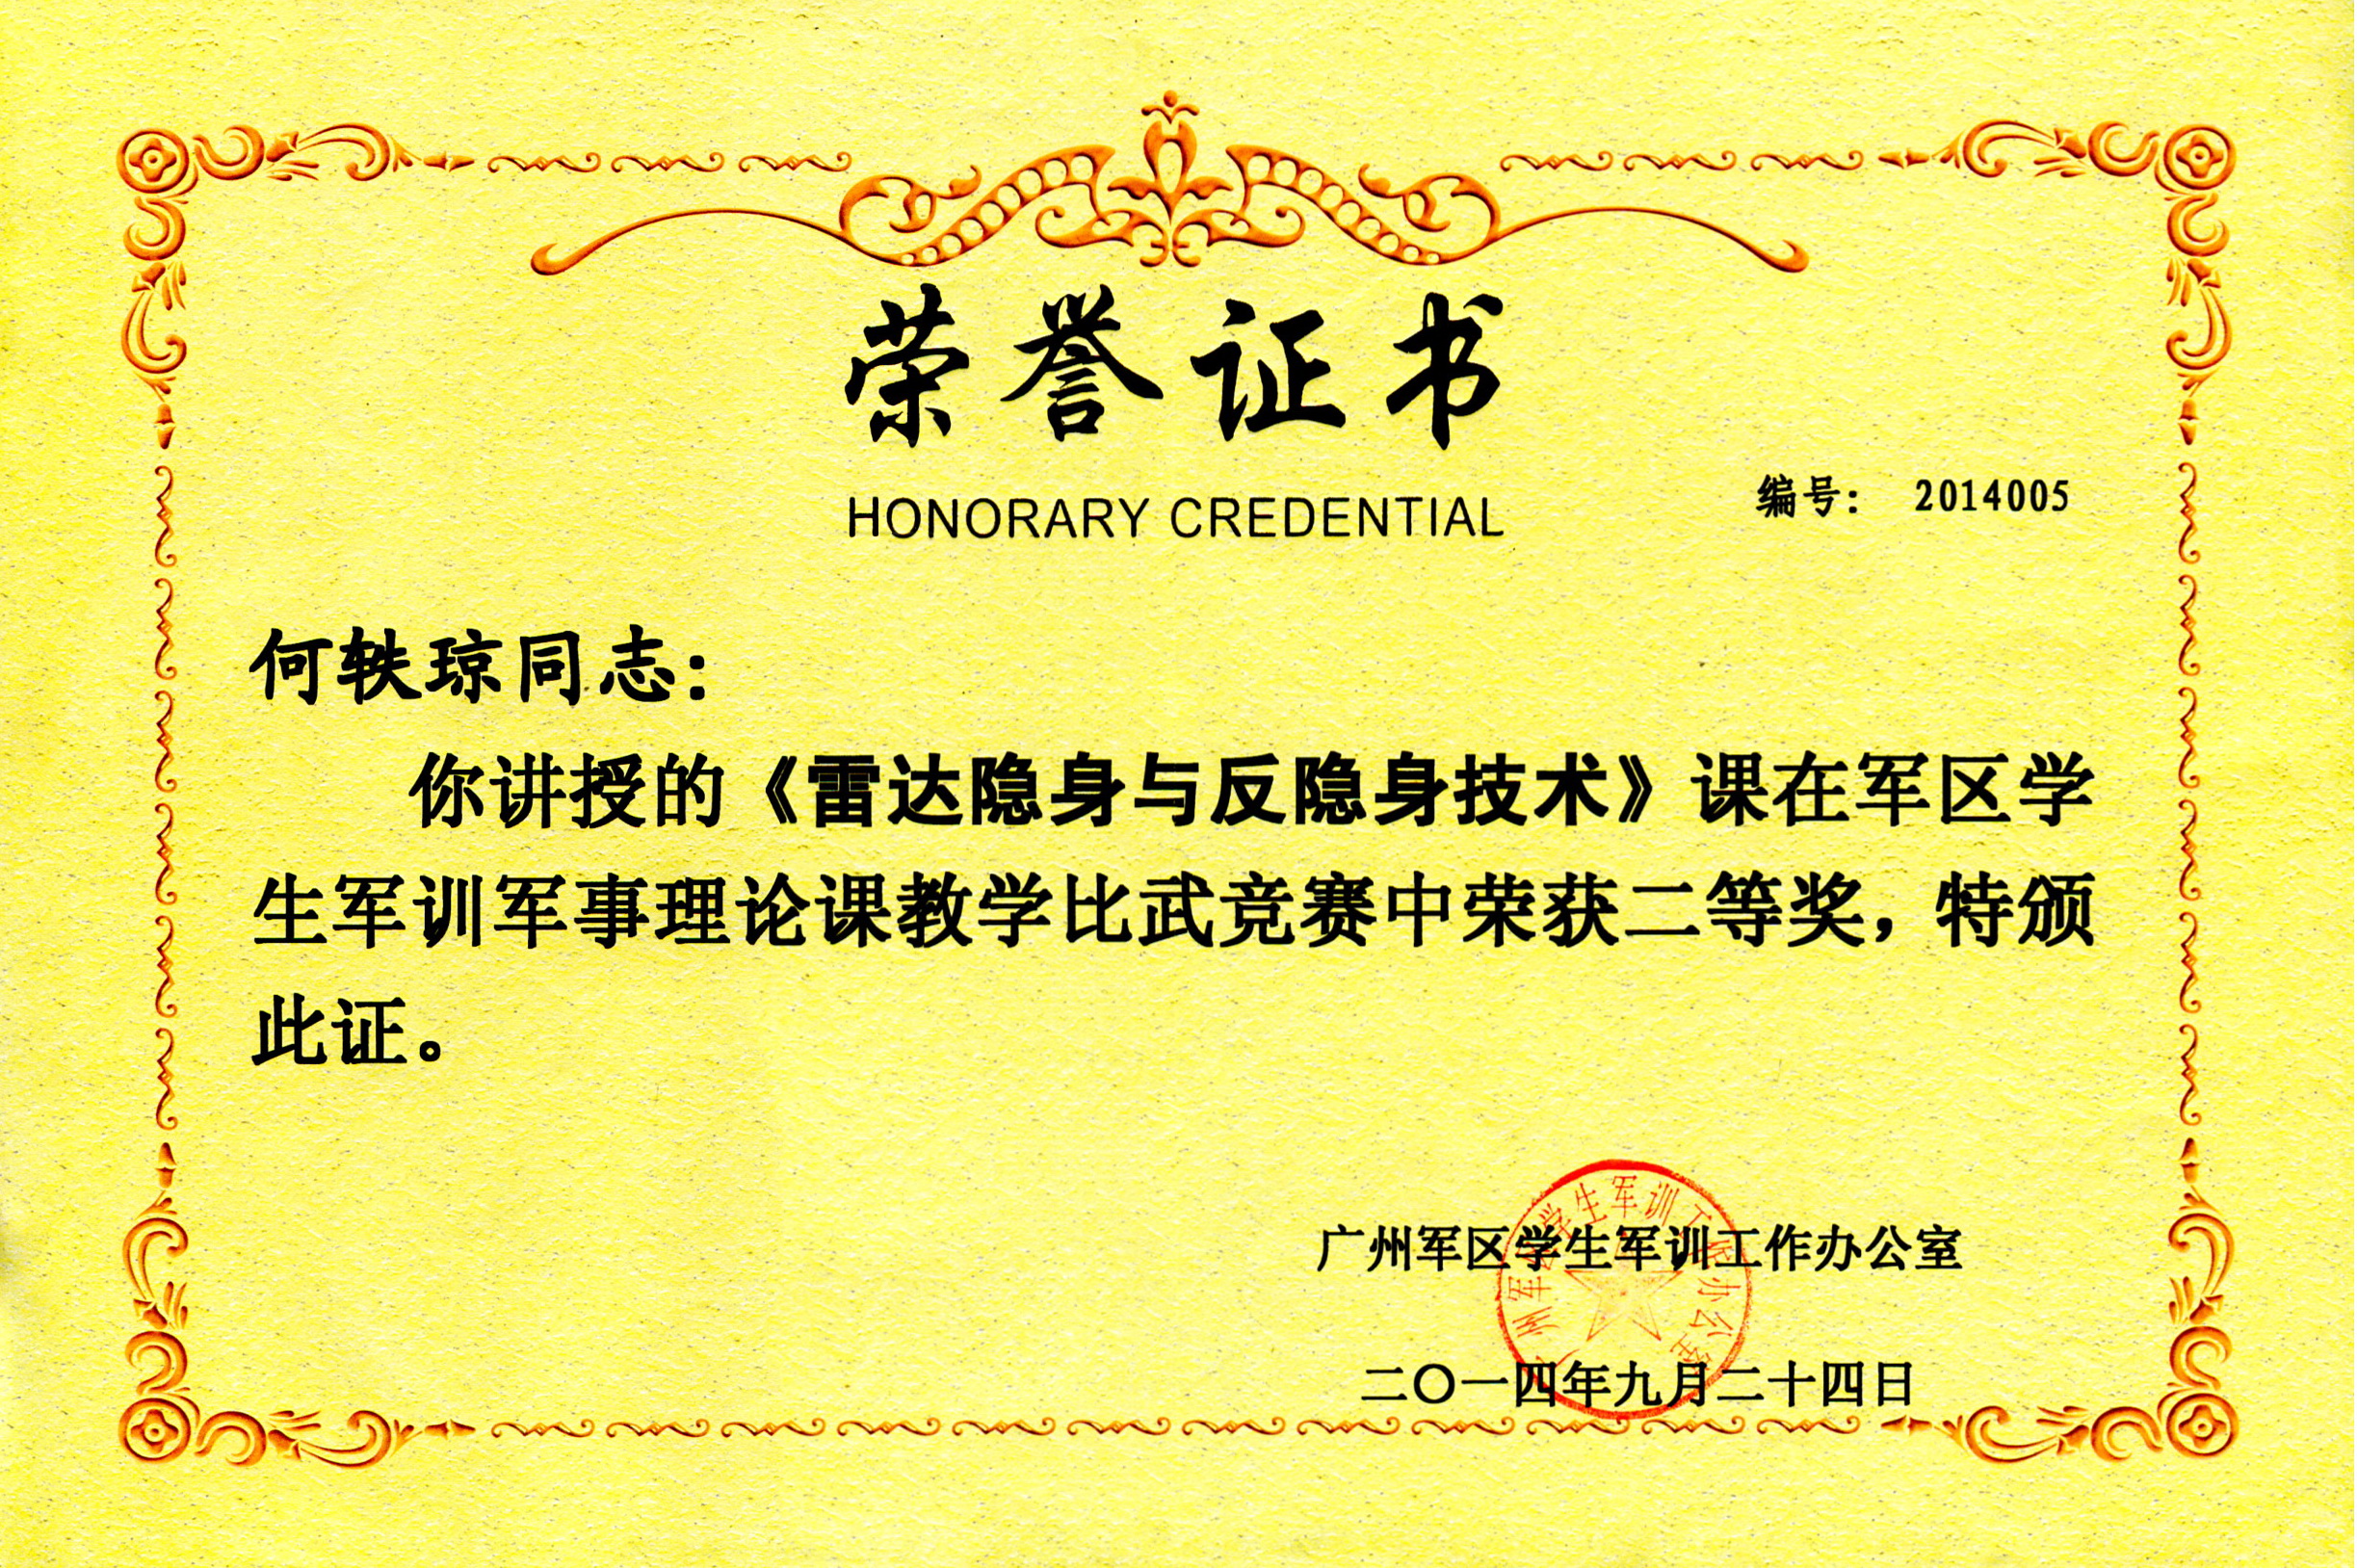 荣誉证书
HONORARY CREDENTIAL
编号： 2014005
何轶琼同志：
你讲授的《雷达隐身与反隐身技术》课在军区学
生军训军事理论课教学比武竞赛中荣获二等奖，特颁
此证。
广州军区学生军训工作办公室
二〇一四年九月二十四日
广州军区学生军训工作办公室